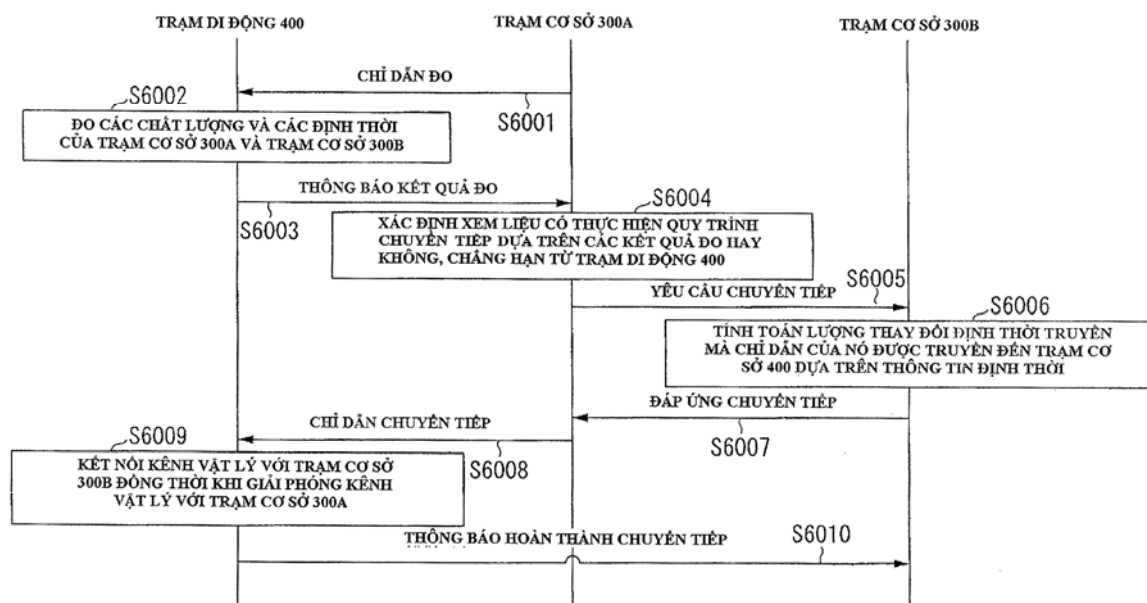 TRẠM DI ĐỘNG 400
TRẠM CƠ SỞ 300A
TRẠM CƠ SỞ 300B
CHỈ DẪN ĐO
S6001
S6002
ĐO CÁC CHẤT LƯỢNG VÀ CÁC ĐỊNH THỜI
CỦA TRẠM CƠ SỞ 300A VÀ TRẠM CƠ SỞ 300B
THÔNG BÁO KẾT QUẢ ĐO
S6003
S6004
XÁC ĐỊNH XEM LIỆU CÓ THỰC HIỆN QUY TRÌNH
CHUYỂN TIẾP DỰA TRÊN CÁC KẾT QUẢ ĐO HAY
KHÔNG, CHẲNG HẠN TỪ TRẠM DI ĐỘNG 400
S6005
YÊU CẦU CHUYỂN TIẾP
S6006
TÍNH TOÁN LƯỢNG THAY ĐỔI ĐỊNH THỜI TRUYỀN
MÀ CHỈ DẪN CỦA NÓ ĐƯỢC TRUYỀN ĐẾN TRẠM CƠ
SỞ 400 DỰA TRÊN THÔNG TIN ĐỊNH THỜI
ĐÁP ỨNG CHUYỂN TIẾP
S6007
CHỈ DẪN CHUYỂN TIẾP
S6008
S6009
KẾT NỐI KÊNH VẬT LÝ VỚI TRẠM CƠ SỞ
300B ĐỒNG THỜI KHI GIẢI PHÓNG KÊNH
VẬT LÝ VỚI TRẠM CƠ SỞ 300A
THÔNG BÁO HOÀN THÀNH CHUYỂN TIẾP
S6010